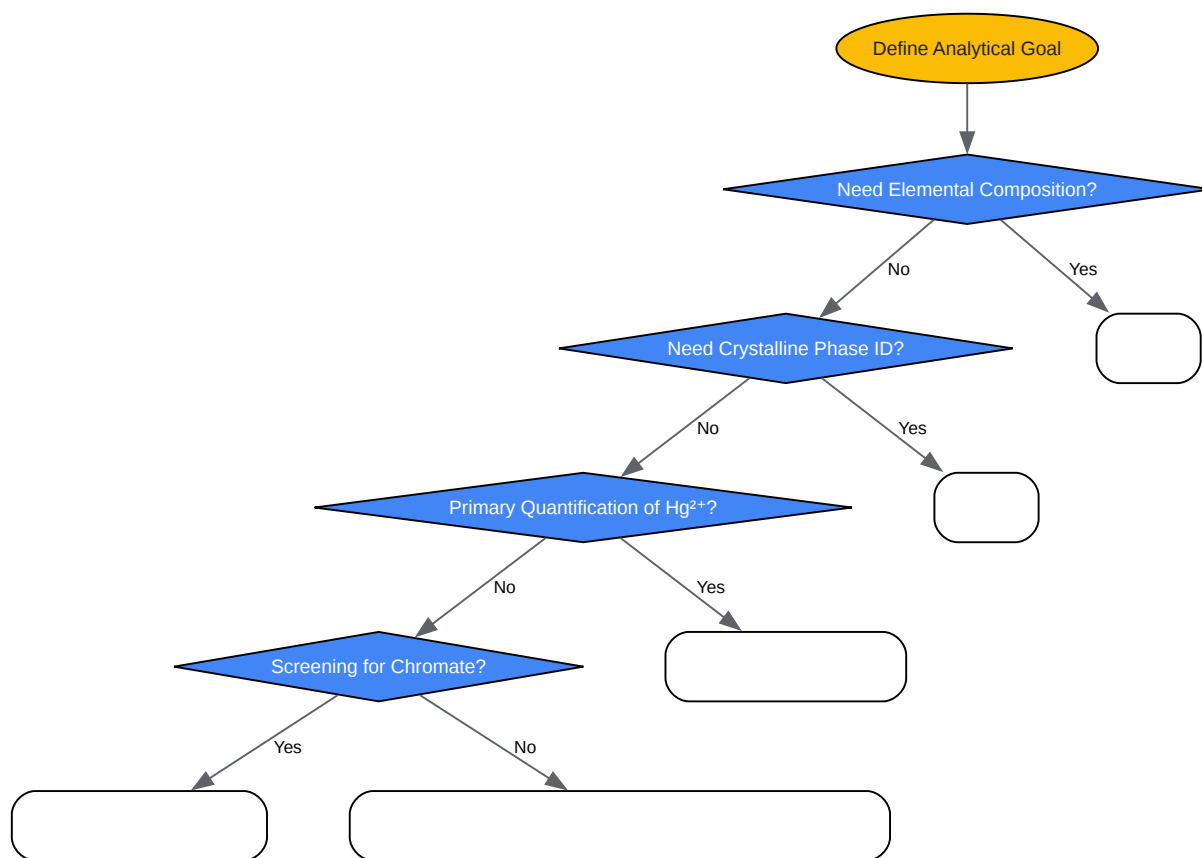 Define Analytical Goal
Need Elemental Composition?
No
Yes
Need Crystalline Phase ID?
No
Yes
Primary Quantification of Hg²⁺?
No
Yes
Screening for Chromate?
Yes
No